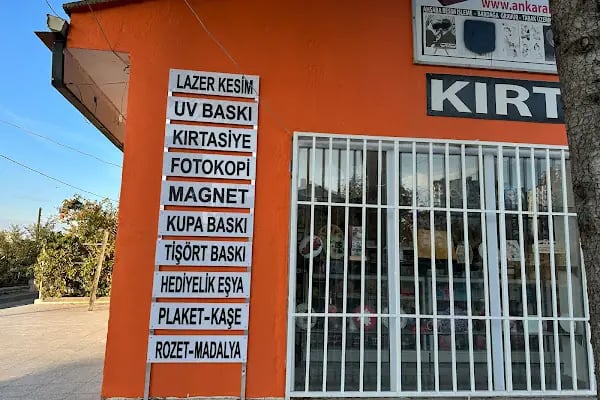 LAZER KESİM
UV BASKI
KIRTASİYE
FOTOKOPİ
MAGNET
KUPA BASKI
TİŞÖRT BASKI
HEDİYELİK EŞYA
PLAKET-KAŞE
ROZET-MADALYA
www.ankara
KIRT